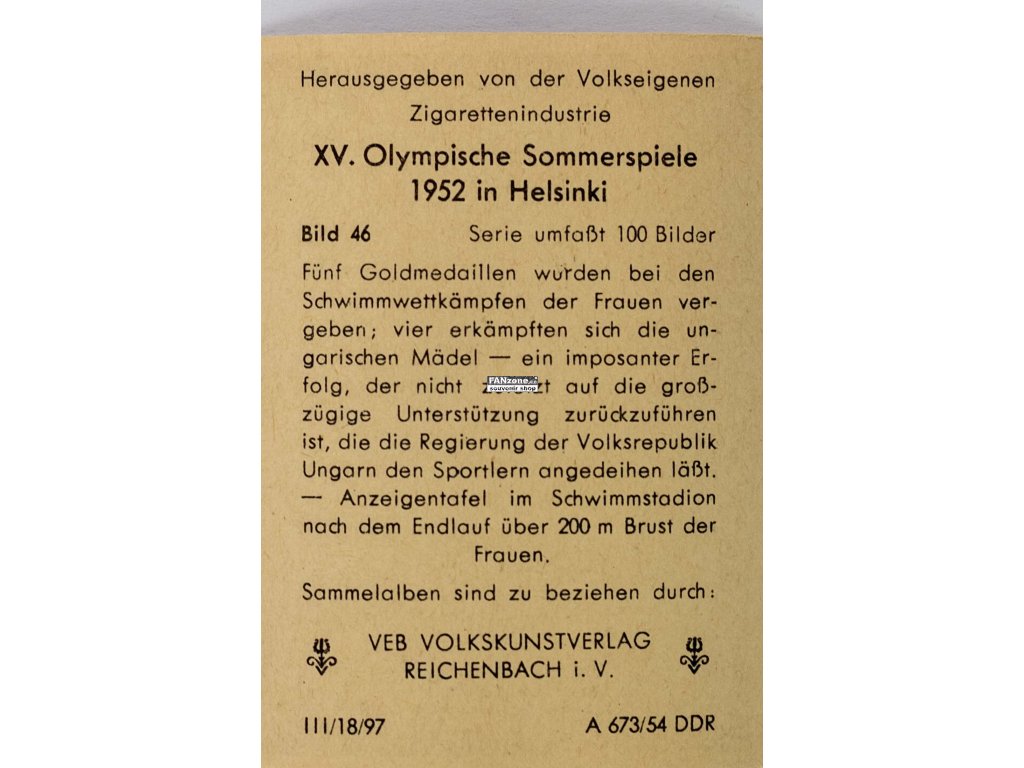 Herausgegeben von der Volkseigenen
Zigarettenindustrie
XV. Olympische Sommerspiele
1952 in Helsinki
Bild 46 Serie umfaßt 100 Bilder
Fünf Goldmedaillen wurden bei den
Schwimmwettkämpfen der Frauen ver-
geben; vier erkämpften sich die un-
garischen Mädel — ein imposanter Er-
folg, der nicht auf die groß-
FANzone.cz
souvenir shop
zügige Unterstützung zurückzuführen
ist, die die Regierung der Volksrepublik
Ungarn den Sportlern angedeihen läßt.
— Anzeigentafel im Schwimmstadion
nach dem Endlauf über 200 m Brust der
Frauen.
Sammelalben sind zu beziehen durch:
VEB VOLKSKUNSTVERLAG
REICHENBACH i. V.
III/18/97 A 673/54 DDR